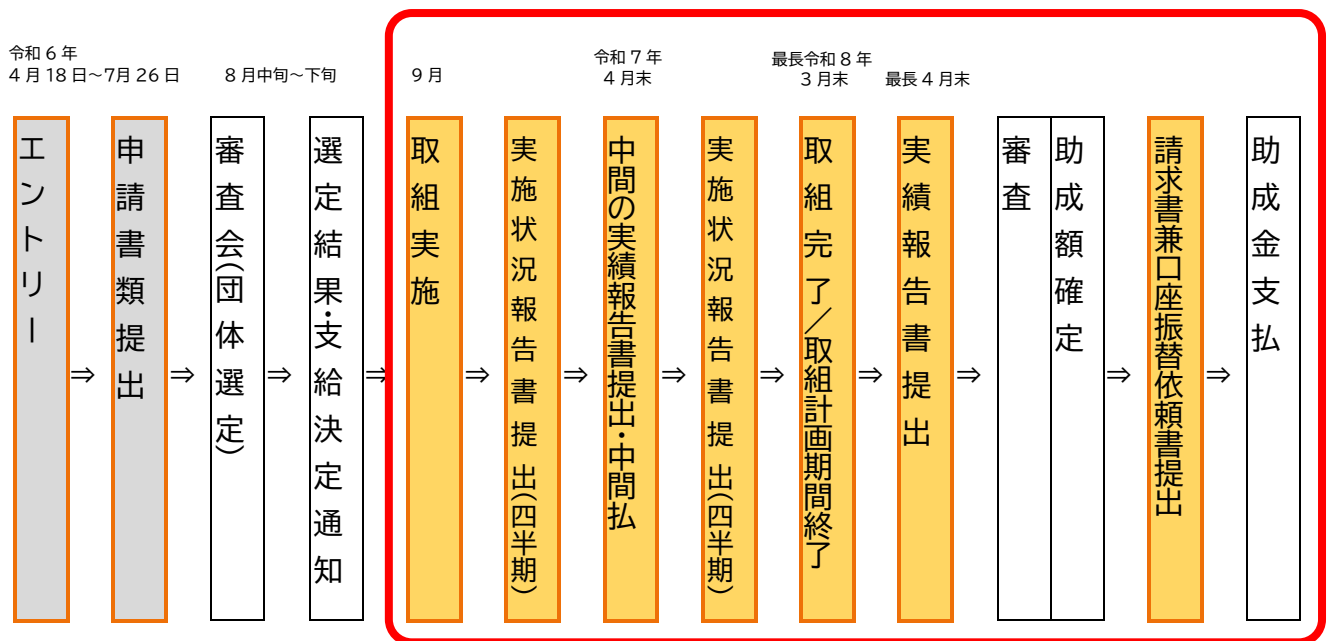 令和6年
4月18日～7月26日
8月中旬～下旬
9月
令和7年
4月末
最長令和8年
3月末
最長4月末
エントリー
⇒
申請書類提出
⇒
審査会（団体選定）
⇒
選定結果・支給決定通知
⇒
取組実施
⇒
実施状況報告書提出（四半期）
⇒
中間の実績報告書提出・中間払
⇒
実施状況報告書提出（四半期）
⇒
取組完了／取組計画期間終了
⇒
実績報告書提出
⇒
審査
助成額確定
⇒
請求書兼口座振替依頼書提出
⇒
助成金支払